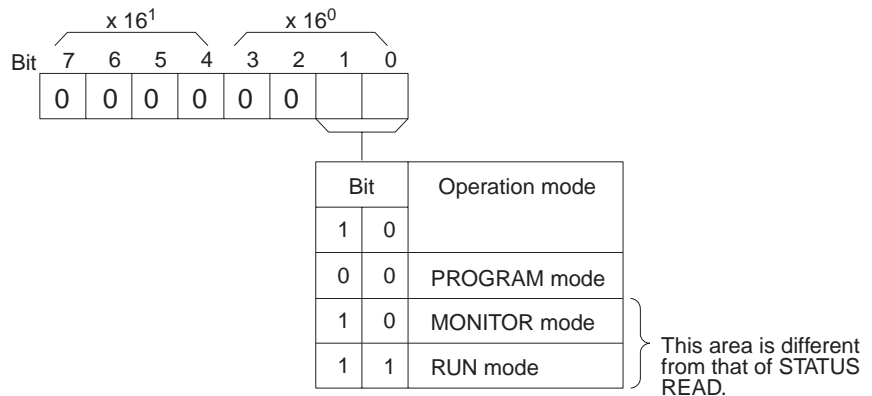 x 16¹ x 16⁰
Bit 7 6 5 4 3 2 1 0
0 0 0 0 0 0
Bit Operation mode
1 0
0 0 PROGRAM mode
1 0 MONITOR mode
1 1 RUN mode
This area is different
from that of STATUS
READ.